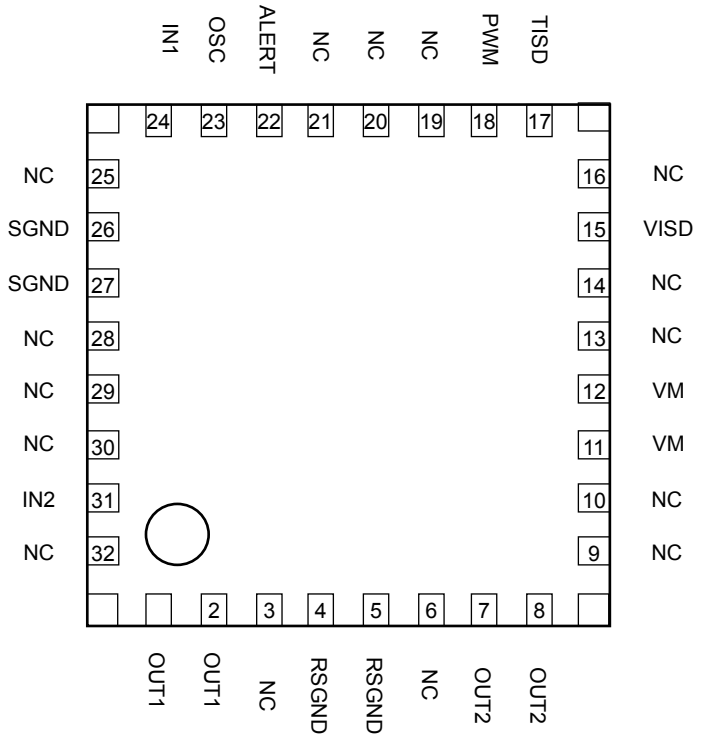 IN1 OSC ALERT NC NC NC PWM TISD
24 23 22 21 20 19 18 17
NC 25 16 NC
SGND 26 15 VISD
SGND 27 14 NC
NC 28 13 NC
NC 29 12 VM
NC 30 11 VM
IN2 31 10 NC
NC 32 9 NC
2 3 4 5 6 7 8
OUT1 OUT1 NC RSGND RSGND NC OUT2 OUT2